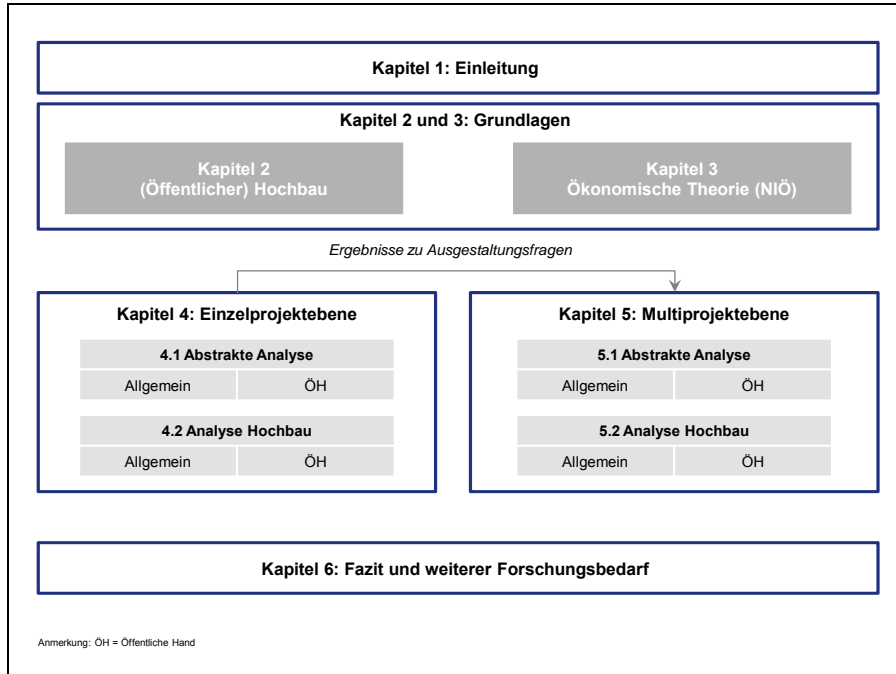 Kapitel 1: Einleitung
Kapitel 2 und 3: Grundlagen
Kapitel 2
(Öffentlicher) Hochbau
Kapitel 3
Ökonomische Theorie (NIÖ)
Ergebnisse zu Ausgestaltungsfragen
Kapitel 4: Einzelprojektebene
4.1 Abstrakte Analyse
Allgemein
ÖH
4.2 Analyse Hochbau
Allgemein
ÖH
Kapitel 5: Multiprojektebene
5.1 Abstrakte Analyse
Allgemein
ÖH
5.2 Analyse Hochbau
Allgemein
ÖH
Kapitel 6: Fazit und weiterer Forschungsbedarf
Anmerkung: ÖH = Öffentliche Hand